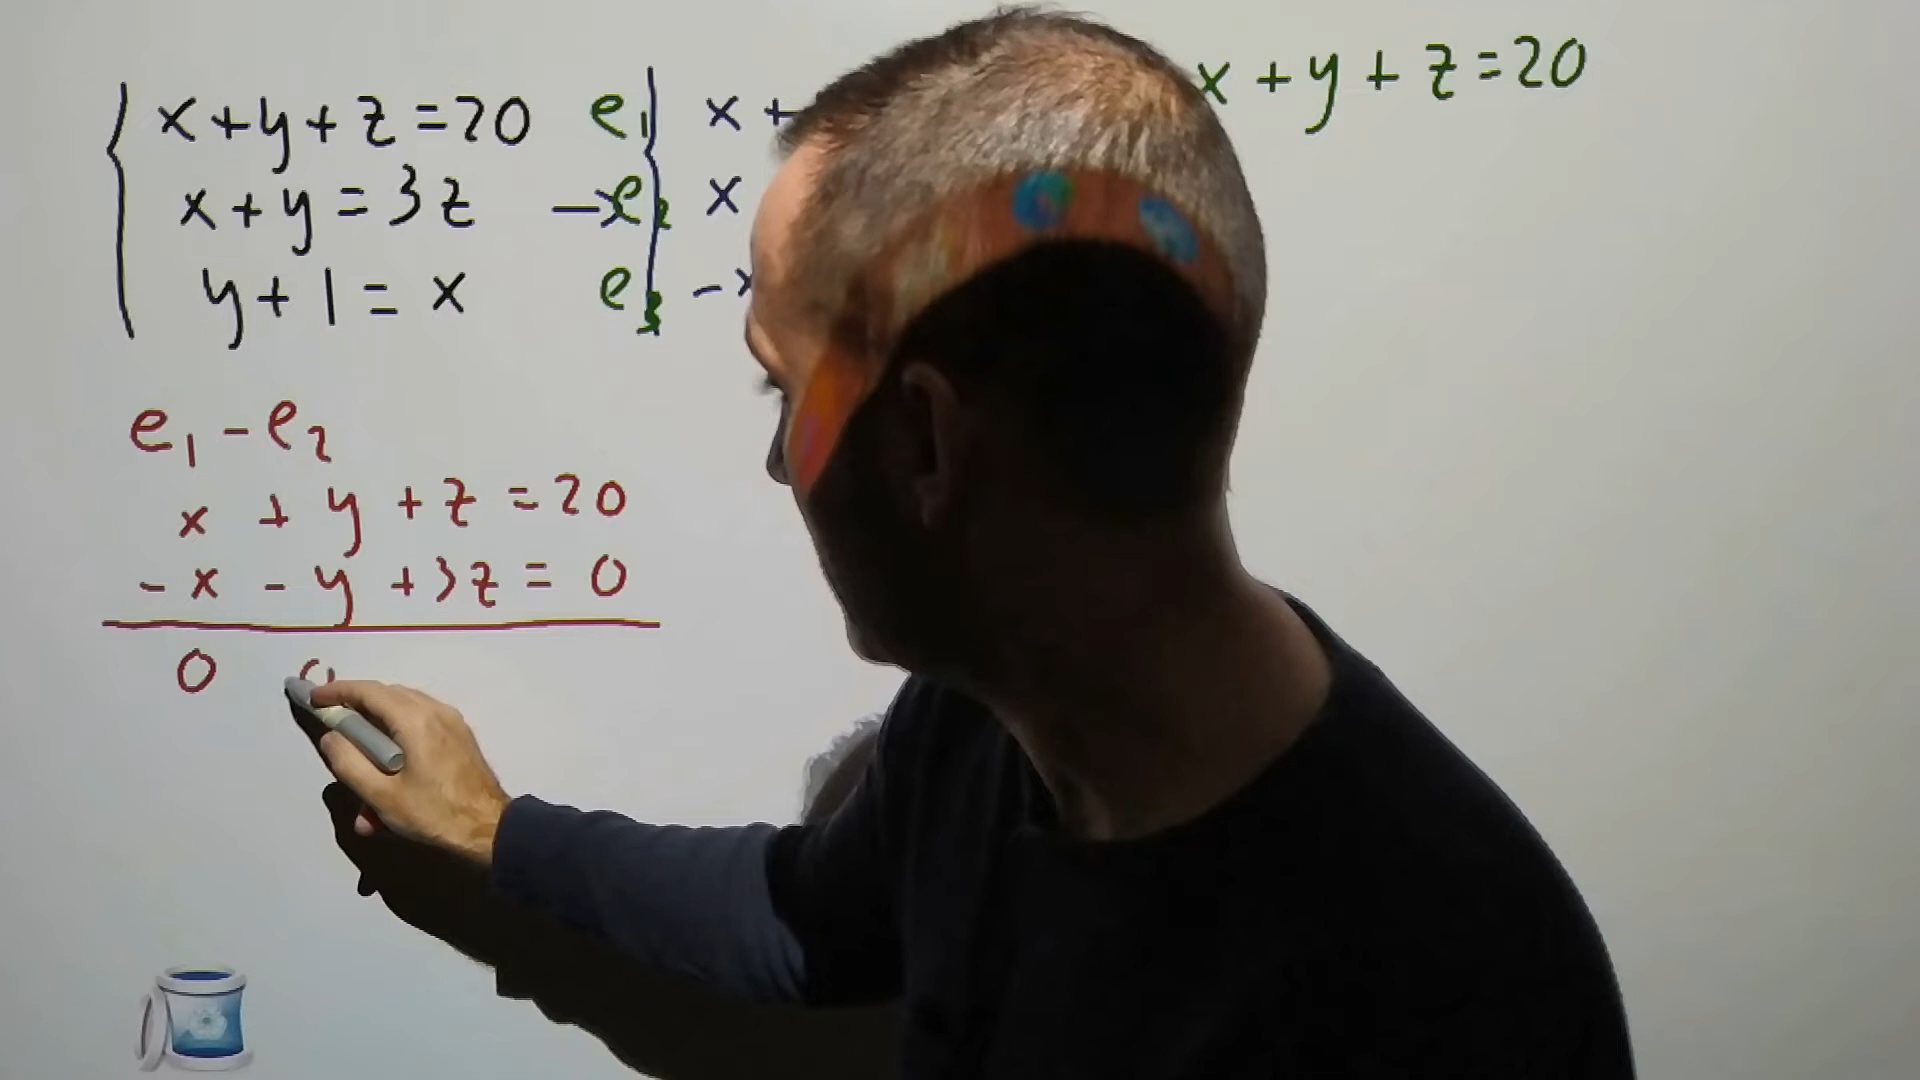 x+y+z=20 e1 x + x+y+z=20
x+y=3z -e2 x
y+1=x e3 -x
e1-e2
x+y+z=20
-x-y+3z=0
0